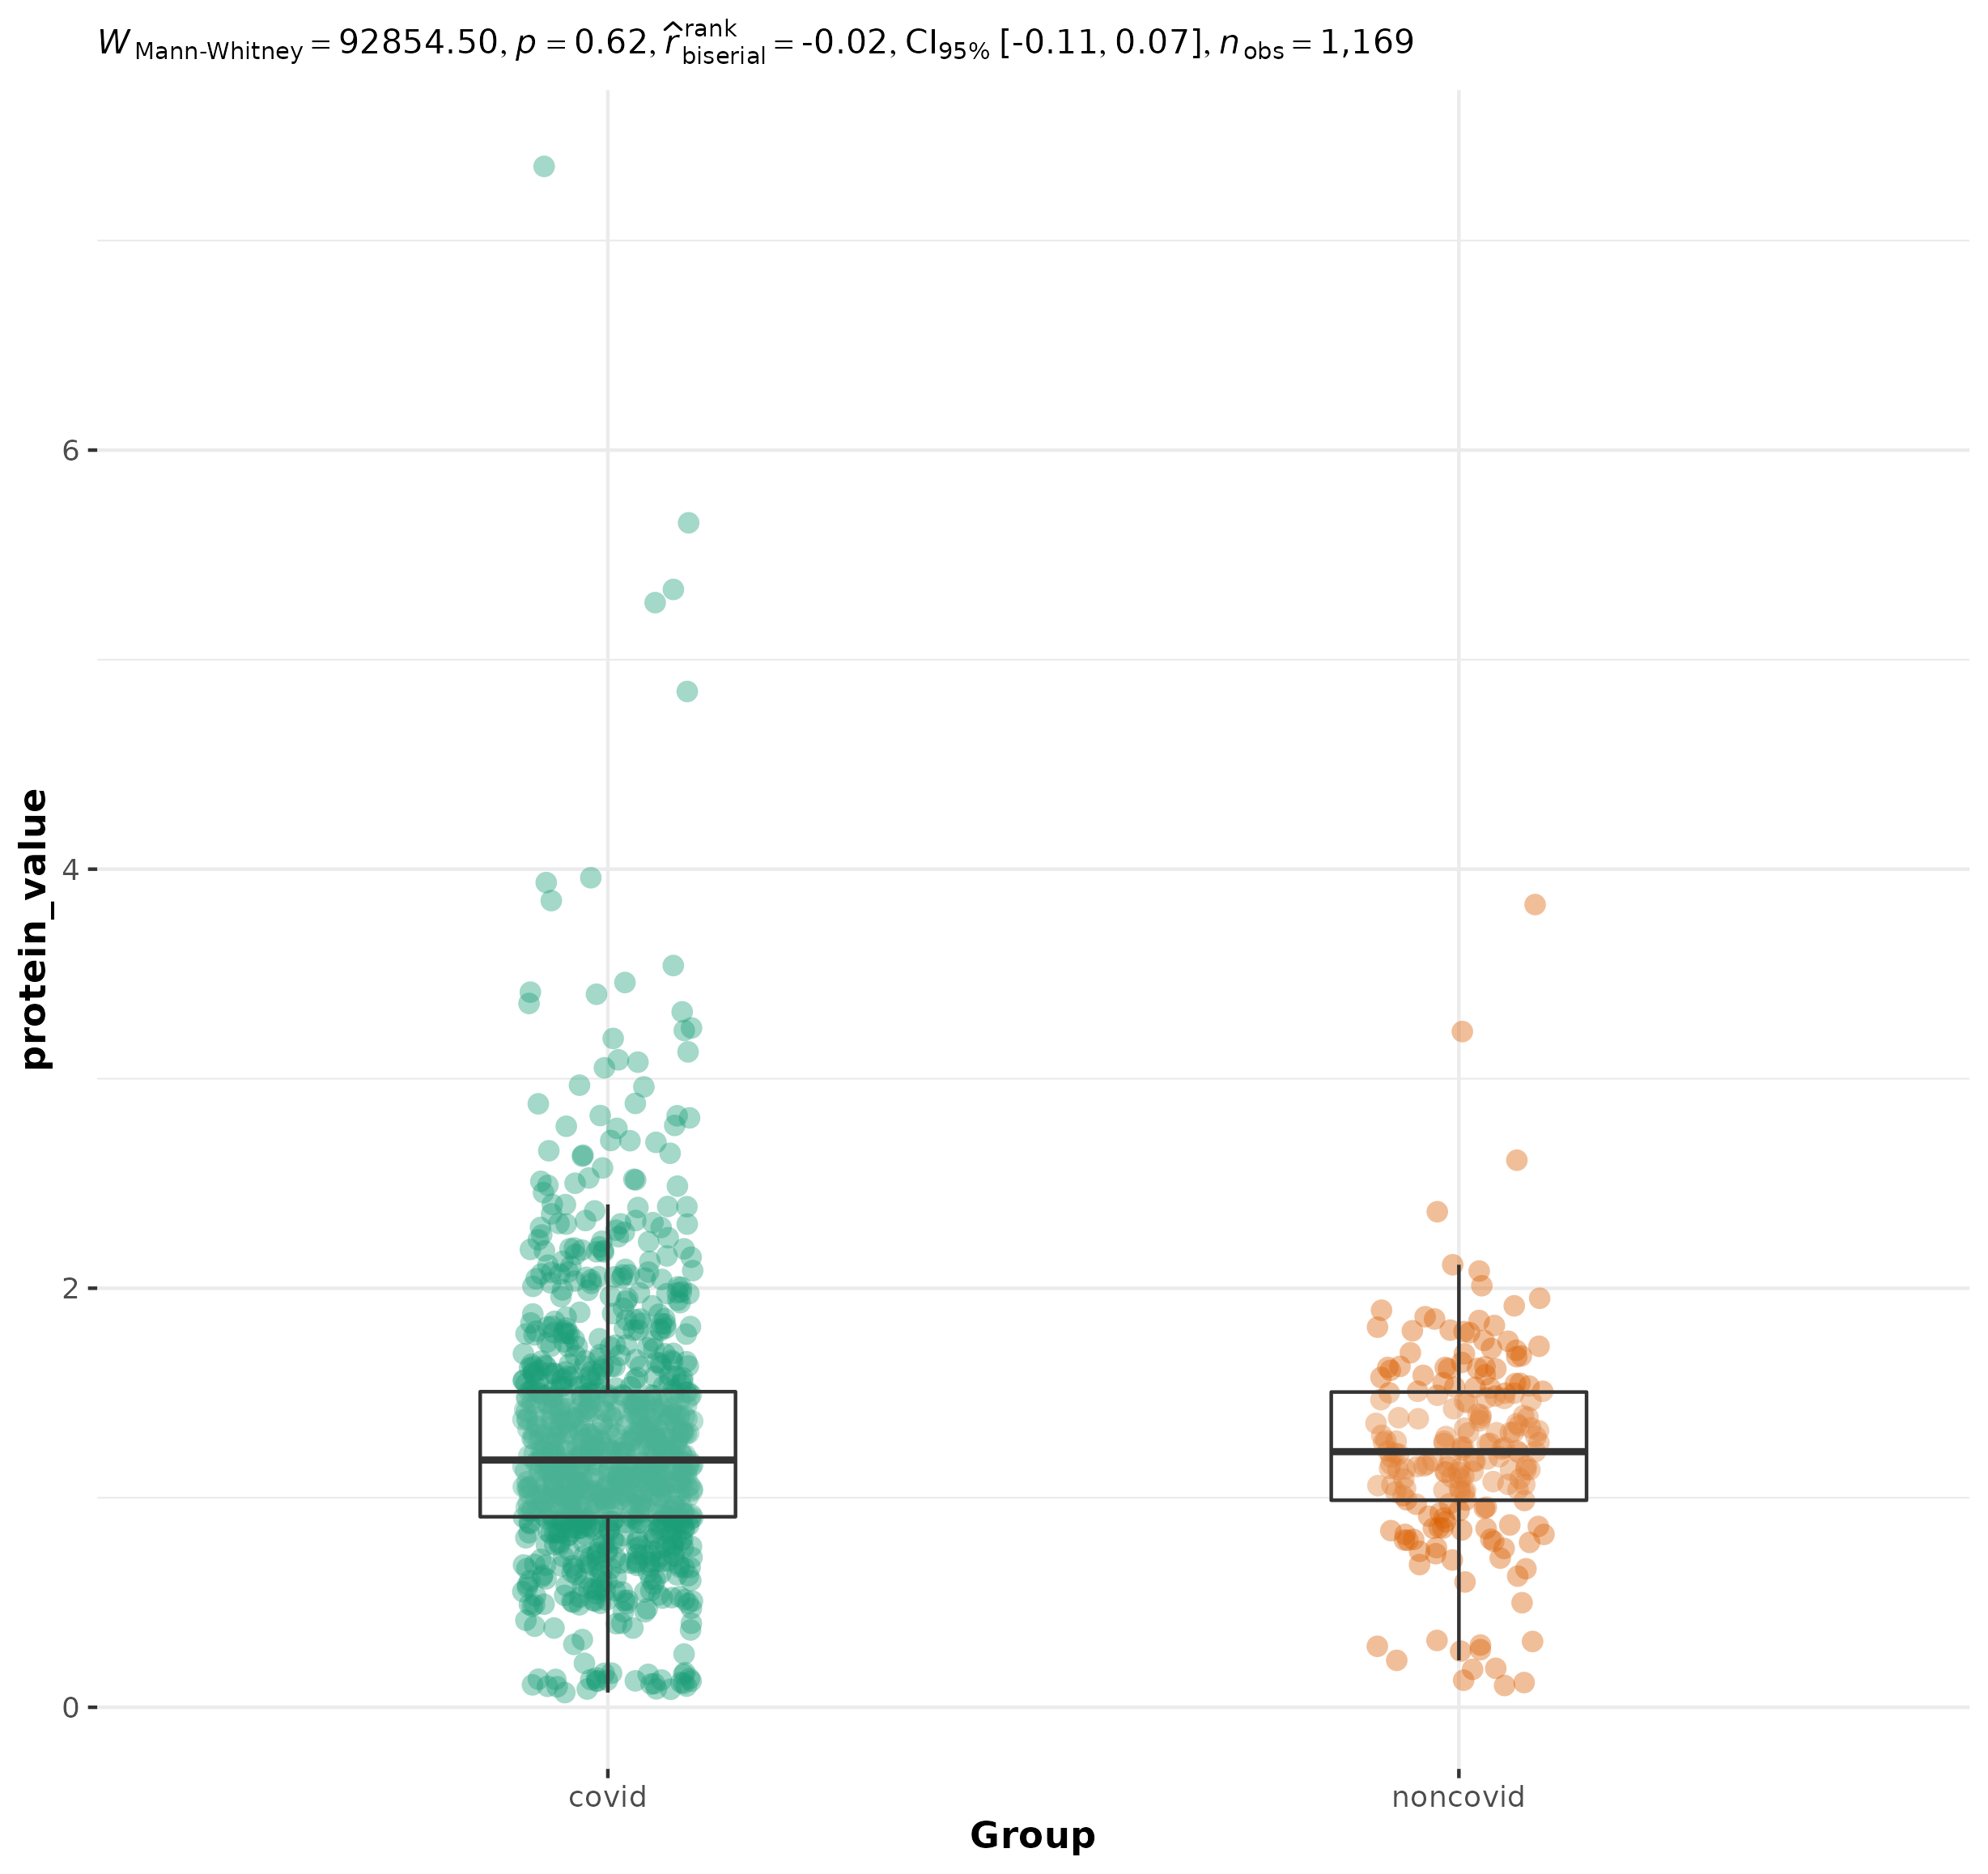 W Mann-Whitney = 92854.50, p = 0.62, r̂ rank biserial = -0.02, CI95% [-0.11, 0.07], n obs = 1,169
6
4
2
0
protein_value
covid noncovid
Group